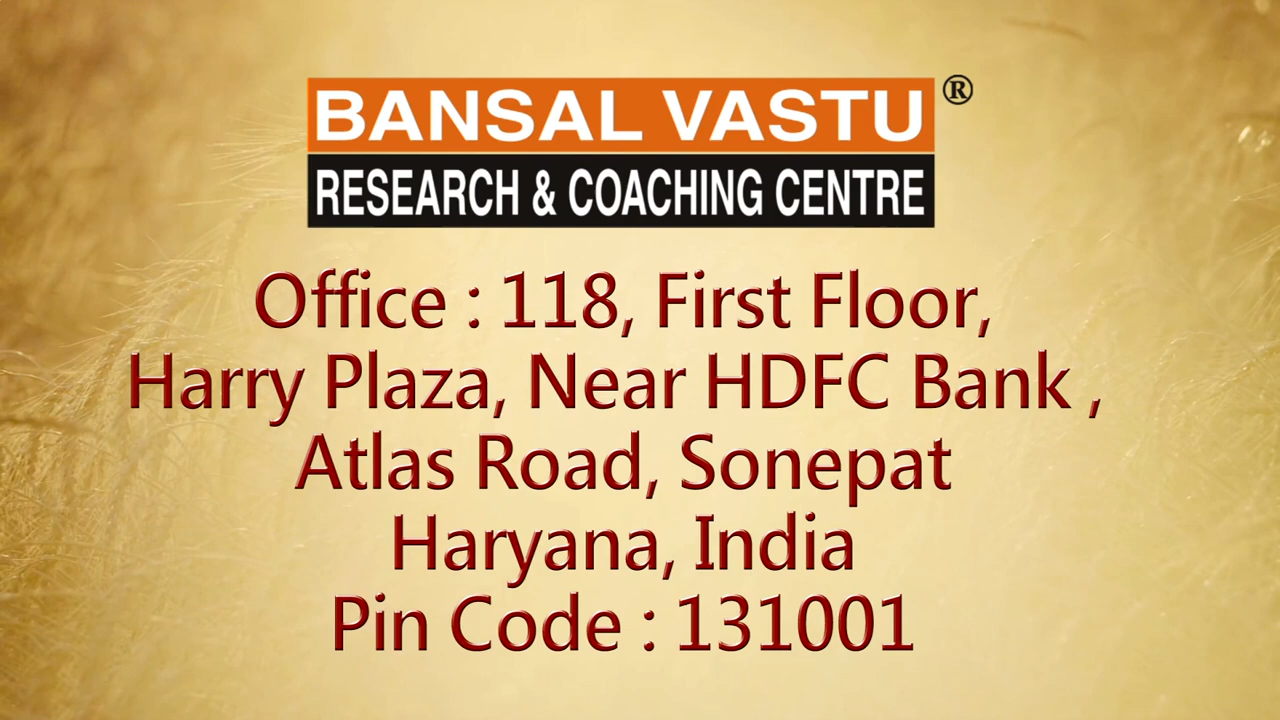 BANSAL VASTU ®
RESEARCH & COACHING CENTRE
Office : 118, First Floor,
Harry Plaza, Near HDFC Bank ,
Atlas Road, Sonepat
Haryana, India
Pin Code : 131001